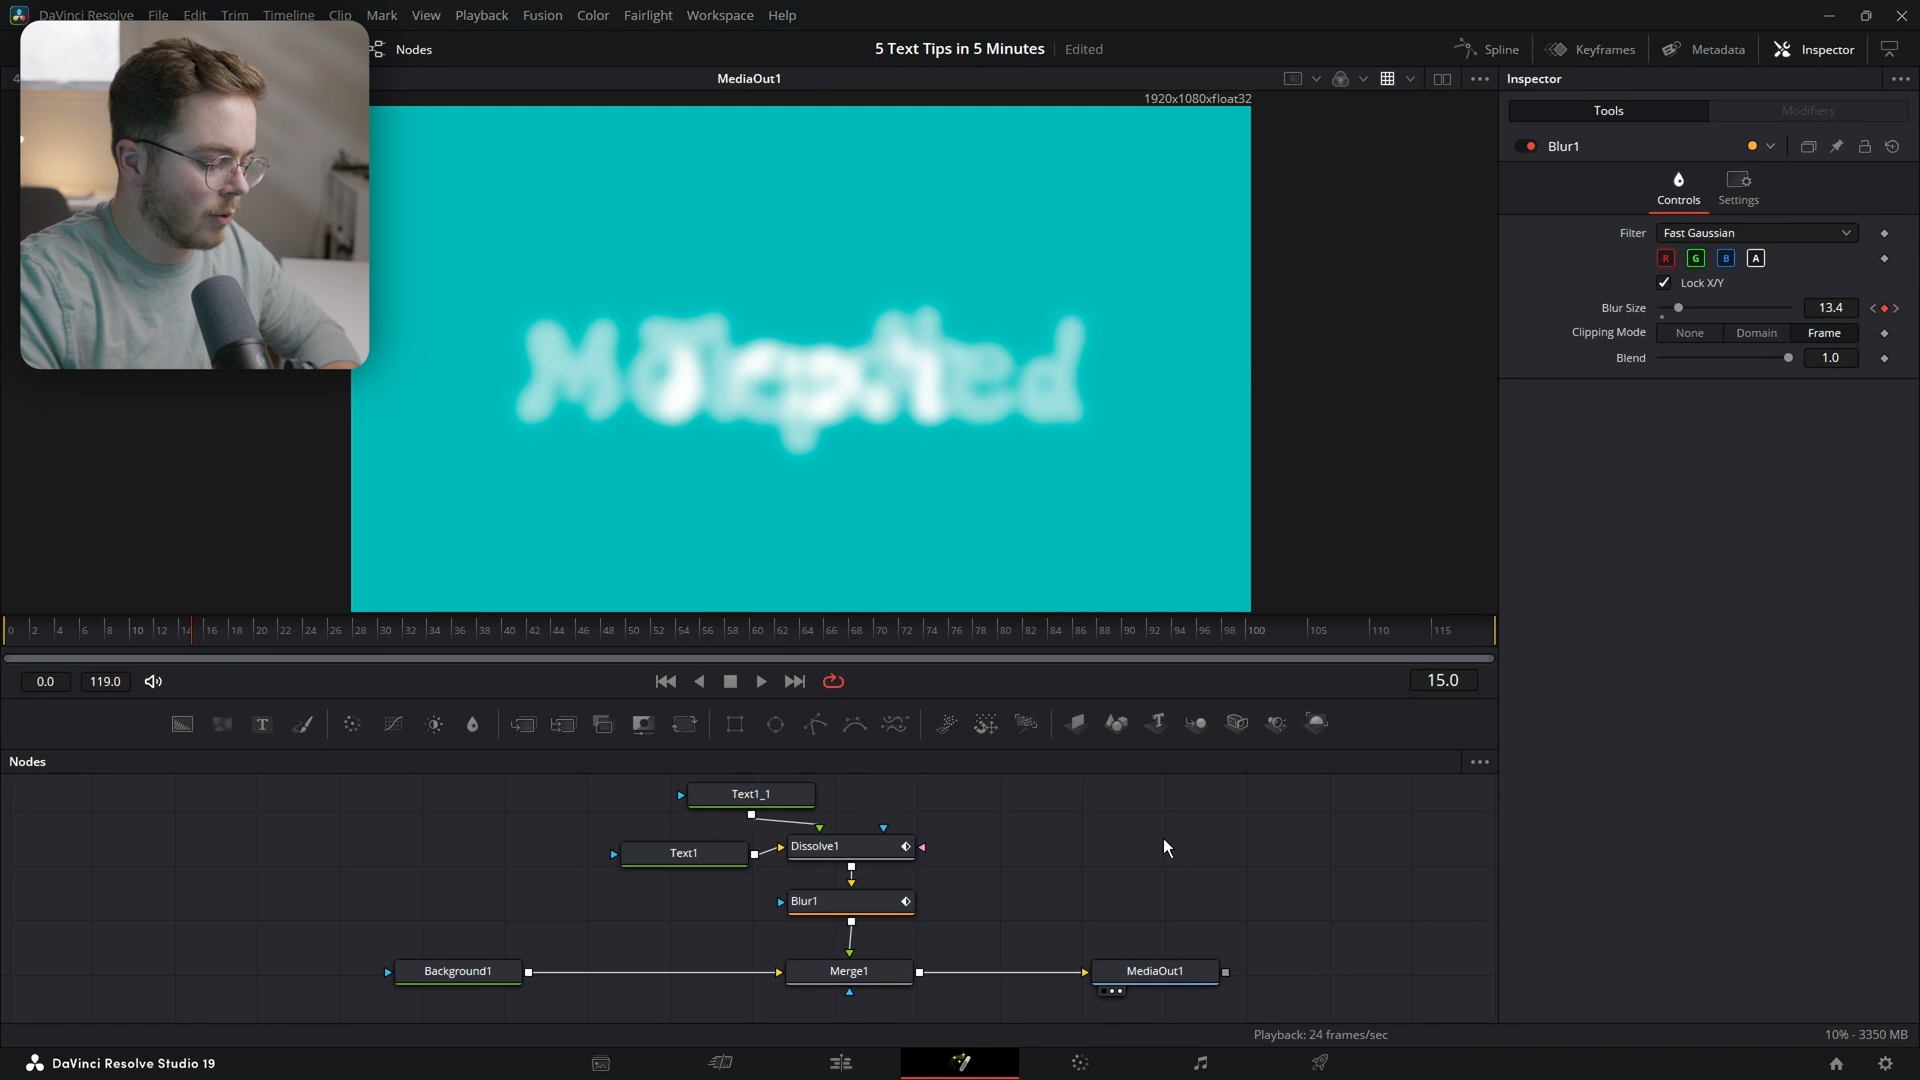 DaVinci Resolve File Edit Trim Timeline Clip Mark View Playback Fusion Color Fairlight Workspace Help
Nodes
5 Text Tips in 5 Minutes Edited
Spline Keyframes Metadata Inspector
MediaOut1
Inspector
1920x1080xfloat32
Tools Modifiers
Blur1
Controls Settings
Filter Fast Gaussian
R G B A
Lock X/Y
Blur Size 13.4
Clipping Mode None Domain Frame
Blend 1.0
0 2 4 6 8 10 12 14 16 18 20 22 24 26 28 30 32 34 36 38 40 42 44 46 48 50 52 54 56 58 60 62 64 66 68 70 72 74 76 78 80 82 84 86 88 90 92 94 96 98 100 105 110 115
0.0 119.0 15.0
Nodes
Text1_1
Dissolve1
Text1
Blur1
Background1 Merge1 MediaOut1
Playback: 24 frames/sec 10% - 3350 MB
DaVinci Resolve Studio 19